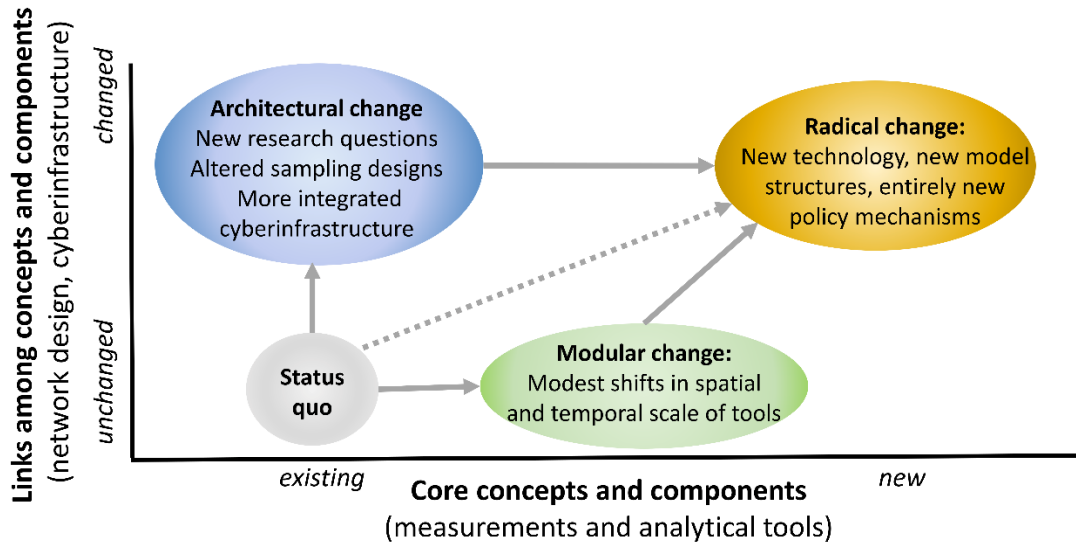 Links among concepts and components
(network design, cyberinfrastructure)
changed
unchanged
Architectural change
New research questions
Altered sampling designs
More integrated
cyberinfrastructure
Radical change:
New technology, new model
structures, entirely new
policy mechanisms
Status
quo
Modular change:
Modest shifts in spatial
and temporal scale of tools
existing
new
Core concepts and components
(measurements and analytical tools)